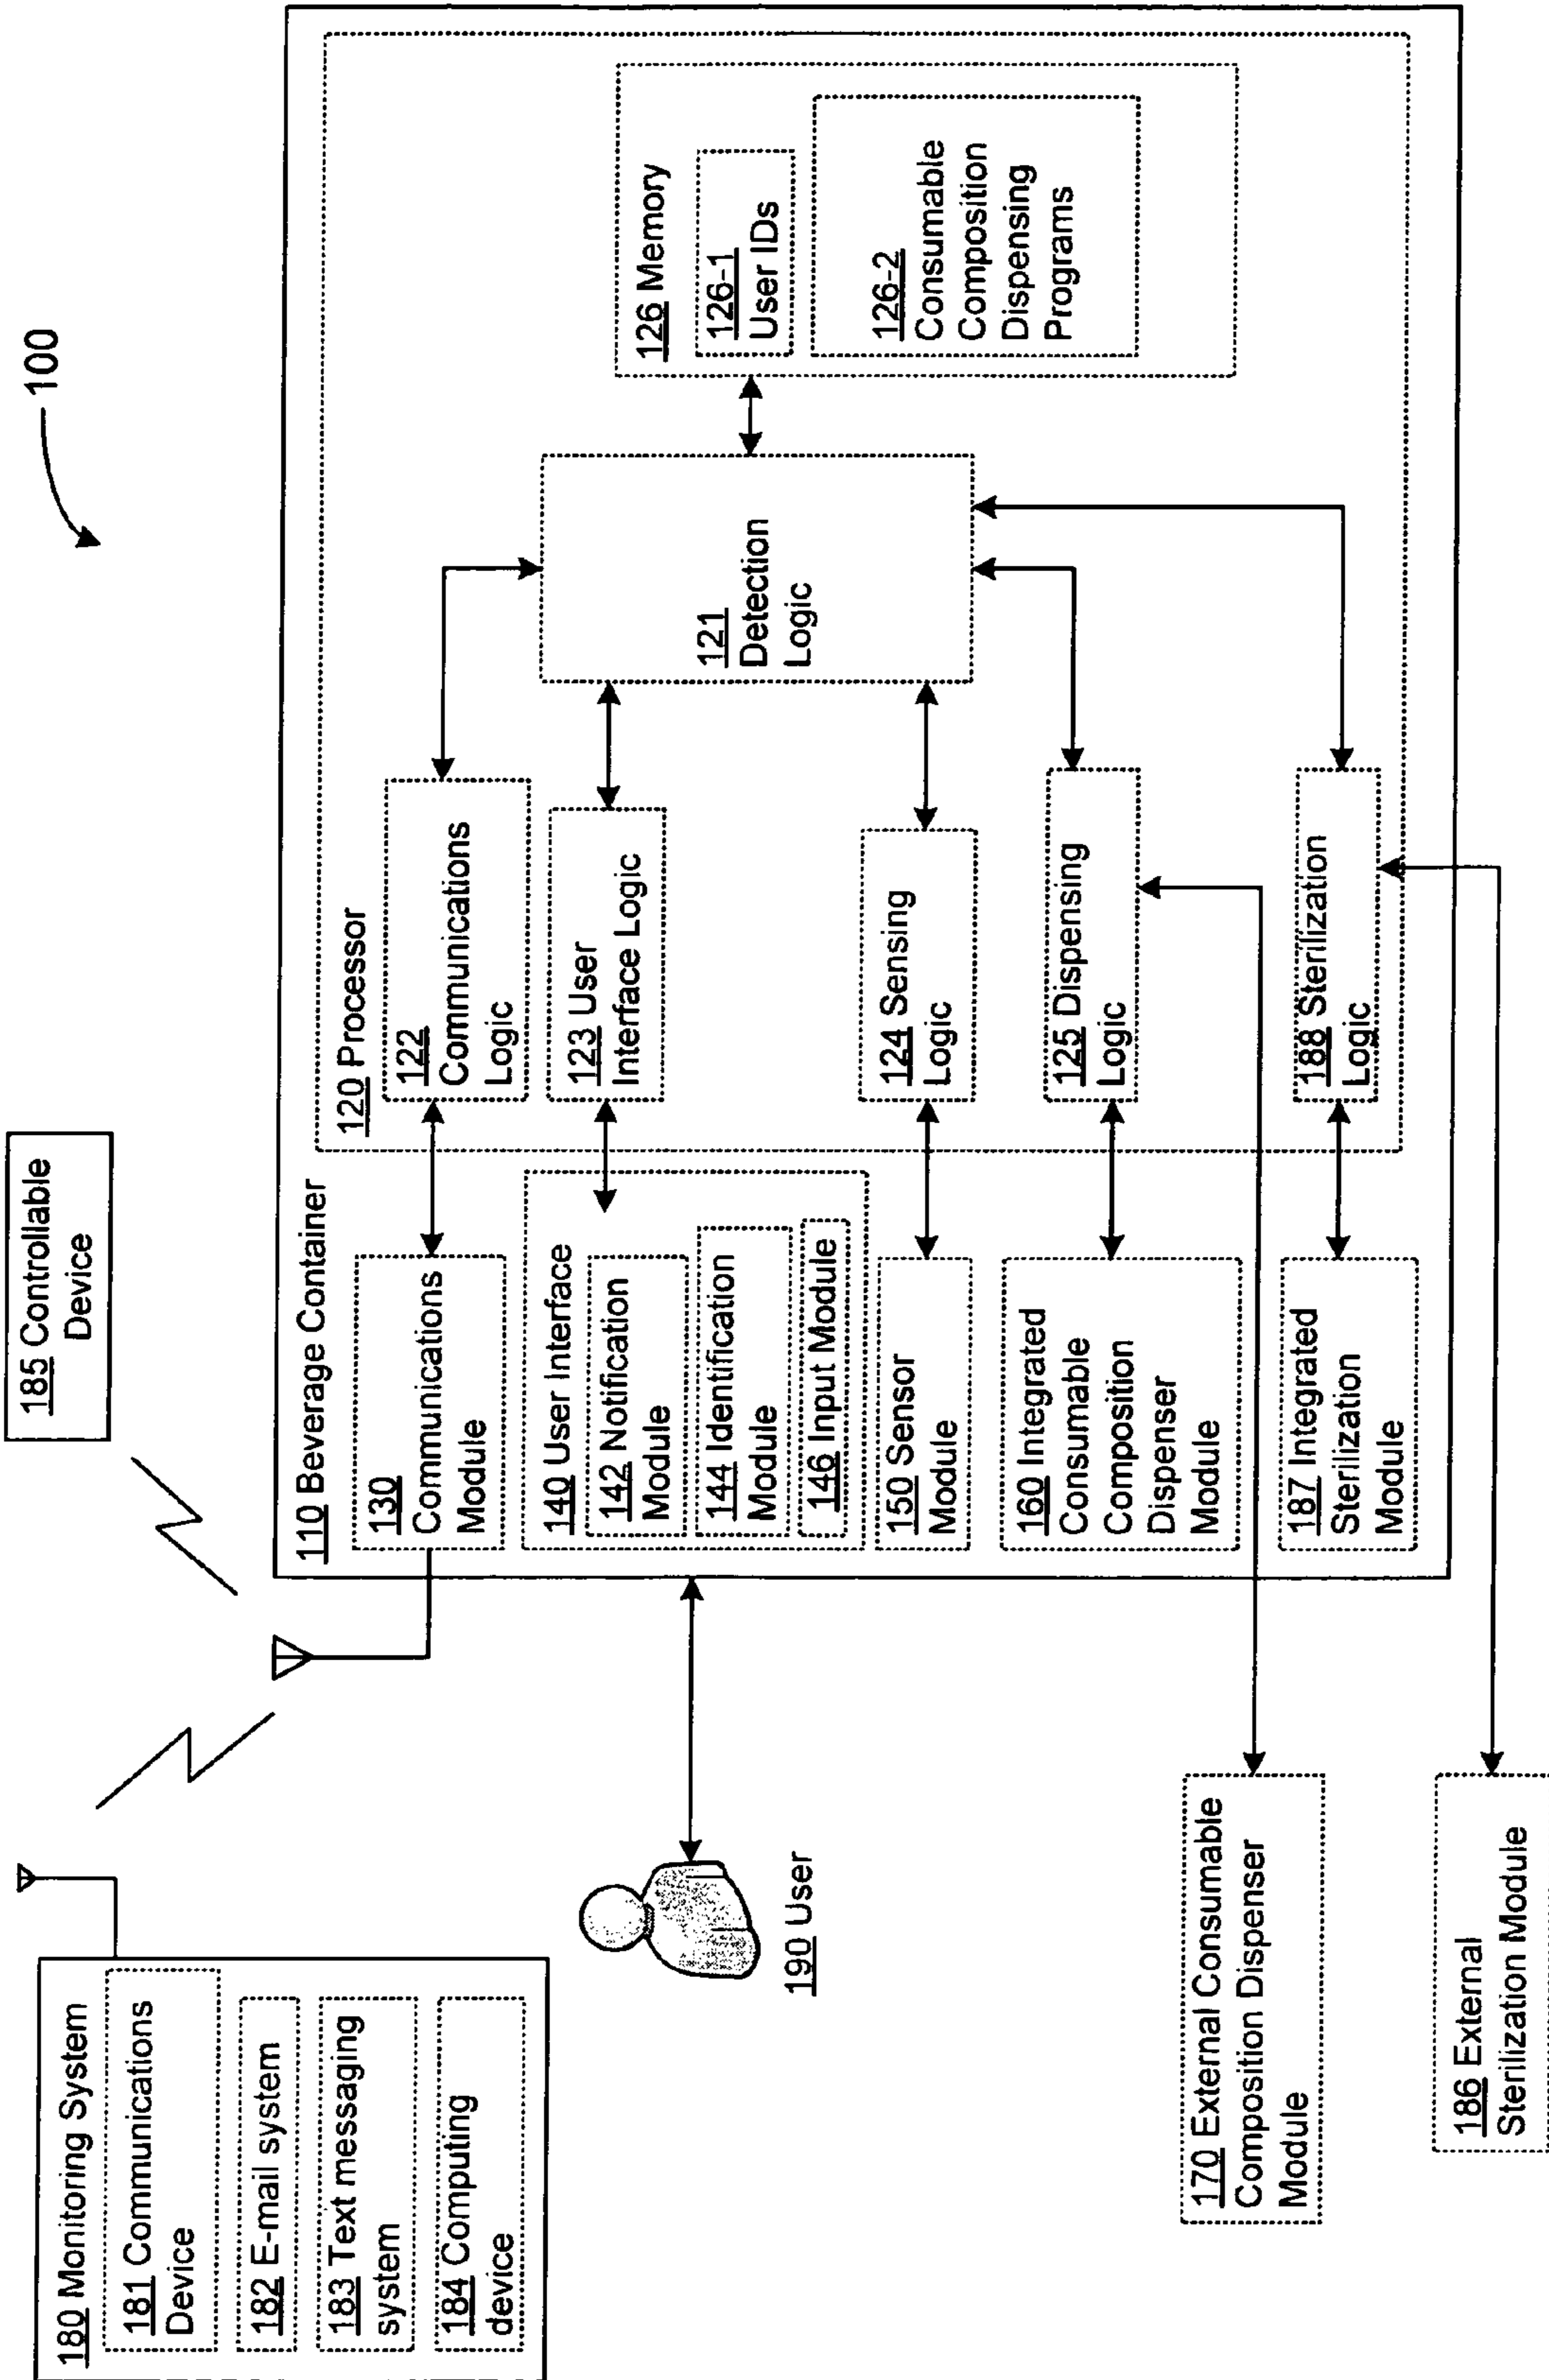 100
180 Monitoring System
181 Communications
Device
182 E-mail system
183 Text messaging
system
184 Computing
device
185 Controllable
Device
190 User
170 External Consumable
Composition Dispenser
Module
186 External
Sterilization Module
110 Beverage Container
130
Communications
Module
140 User Interface
142 Notification
Module
144 Identification
Module
146 Input Module
150 Sensor
Module
160 Integrated
Consumable
Composition
Dispenser
Module
187 Integrated
Sterilization
Module
120 Processor
122
Communications
Logic
123 User
Interface Logic
124 Sensing
Logic
125 Dispensing
Logic
188 Sterilization
Logic
121
Detection
Logic
126 Memory
126-1
User IDs
126-2
Consumable
Composition
Dispensing
Programs